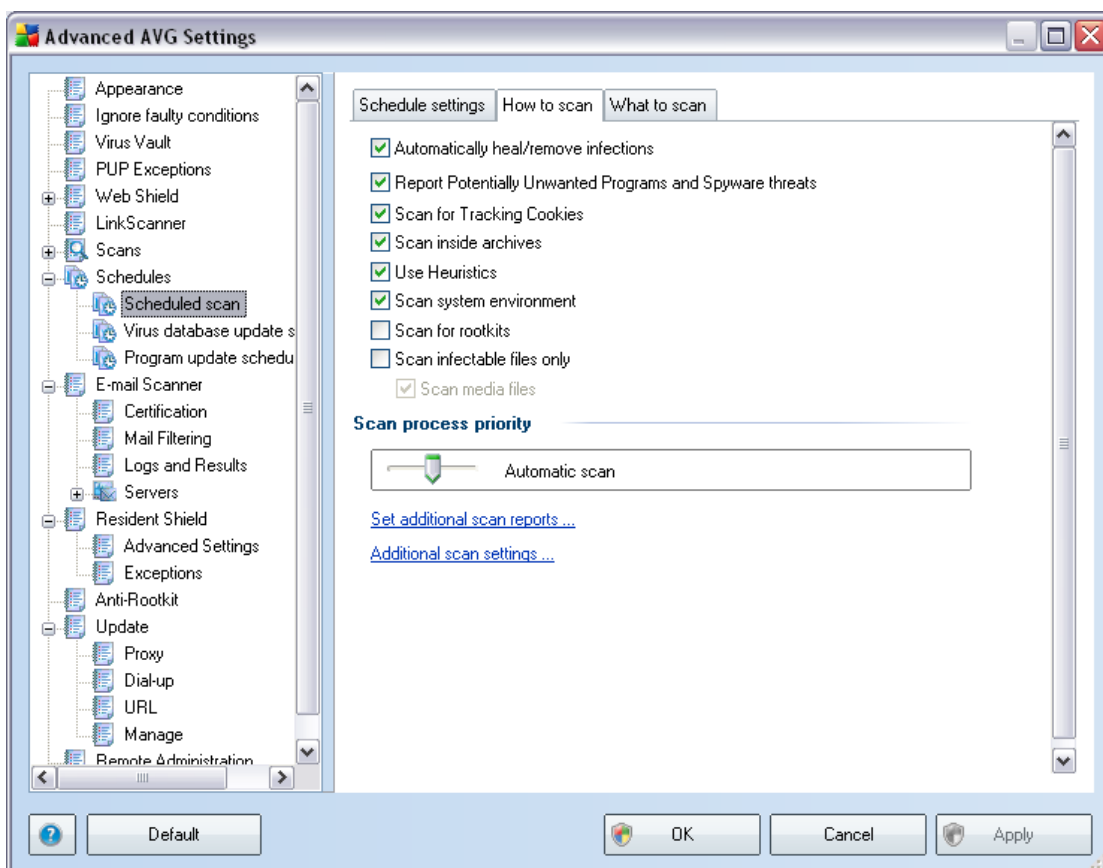 Advanced AVG Settings
Appearance
Ignore faulty conditions
Virus Vault
PUP Exceptions
Web Shield
LinkScanner
Scans
Schedules
Scheduled scan
Virus database update s
Program update schedu
E-mail Scanner
Certification
Mail Filtering
Logs and Results
Servers
Resident Shield
Advanced Settings
Exceptions
Anti-Rootkit
Update
Proxy
Dial-up
URL
Manage
Remote Administration
Schedule settings
How to scan
What to scan
Automatically heal/remove infections
Report Potentially Unwanted Programs and Spyware threats
Scan for Tracking Cookies
Scan inside archives
Use Heuristics
Scan system environment
Scan for rootkits
Scan infectable files only
Scan media files
Scan process priority
Automatic scan
Set additional scan reports ...
Additional scan settings ...
?
Default
OK
Cancel
Apply